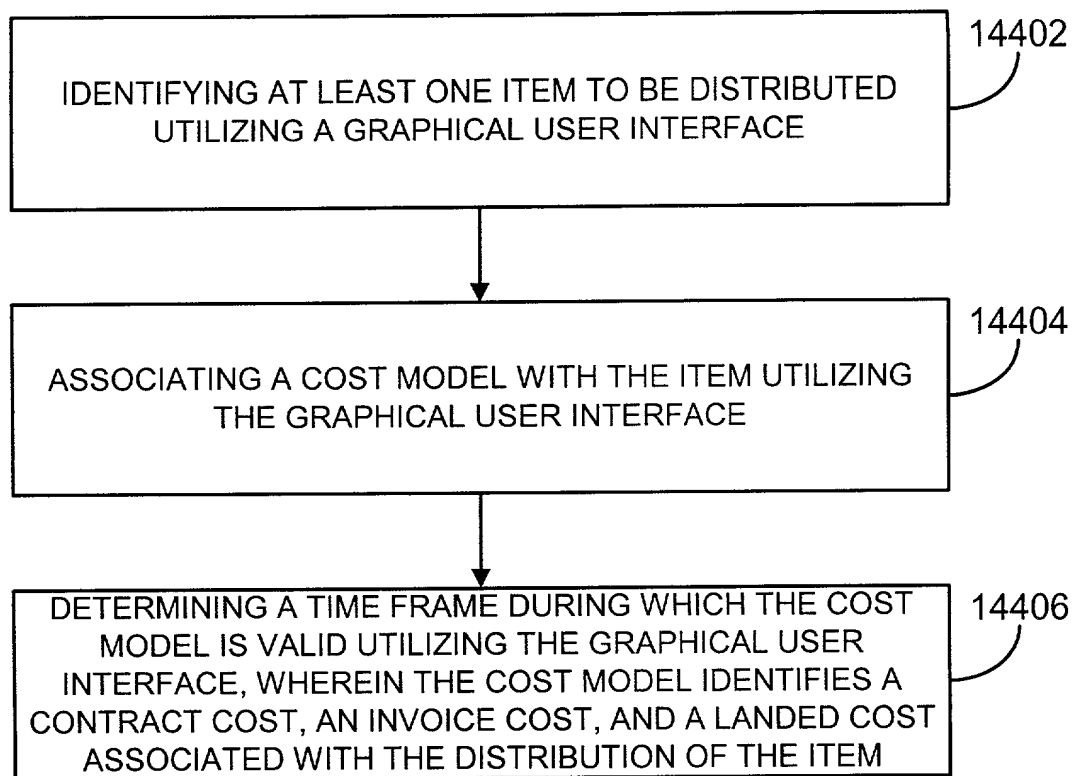 14402
IDENTIFYING AT LEAST ONE ITEM TO BE DISTRIBUTED
UTILIZING A GRAPHICAL USER INTERFACE
14404
ASSOCIATING A COST MODEL WITH THE ITEM UTILIZING
THE GRAPHICAL USER INTERFACE
14406
DETERMINING A TIME FRAME DURING WHICH THE COST
MODEL IS VALID UTILIZING THE GRAPHICAL USER
INTERFACE, WHEREIN THE COST MODEL IDENTIFIES A
CONTRACT COST, AN INVOICE COST, AND A LANDED COST
ASSOCIATED WITH THE DISTRIBUTION OF THE ITEM